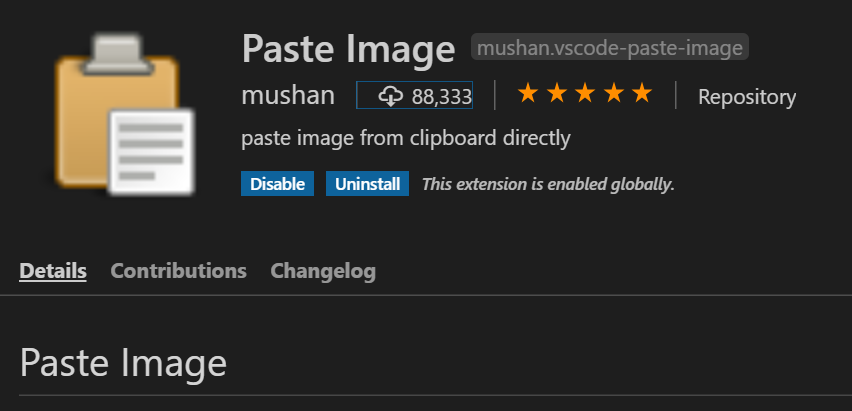 Paste Image mushan.vscode-paste-image
mushan 88,333 Repository
paste image from clipboard directly
Disable Uninstall This extension is enabled globally.
Details Contributions Changelog
Paste Image